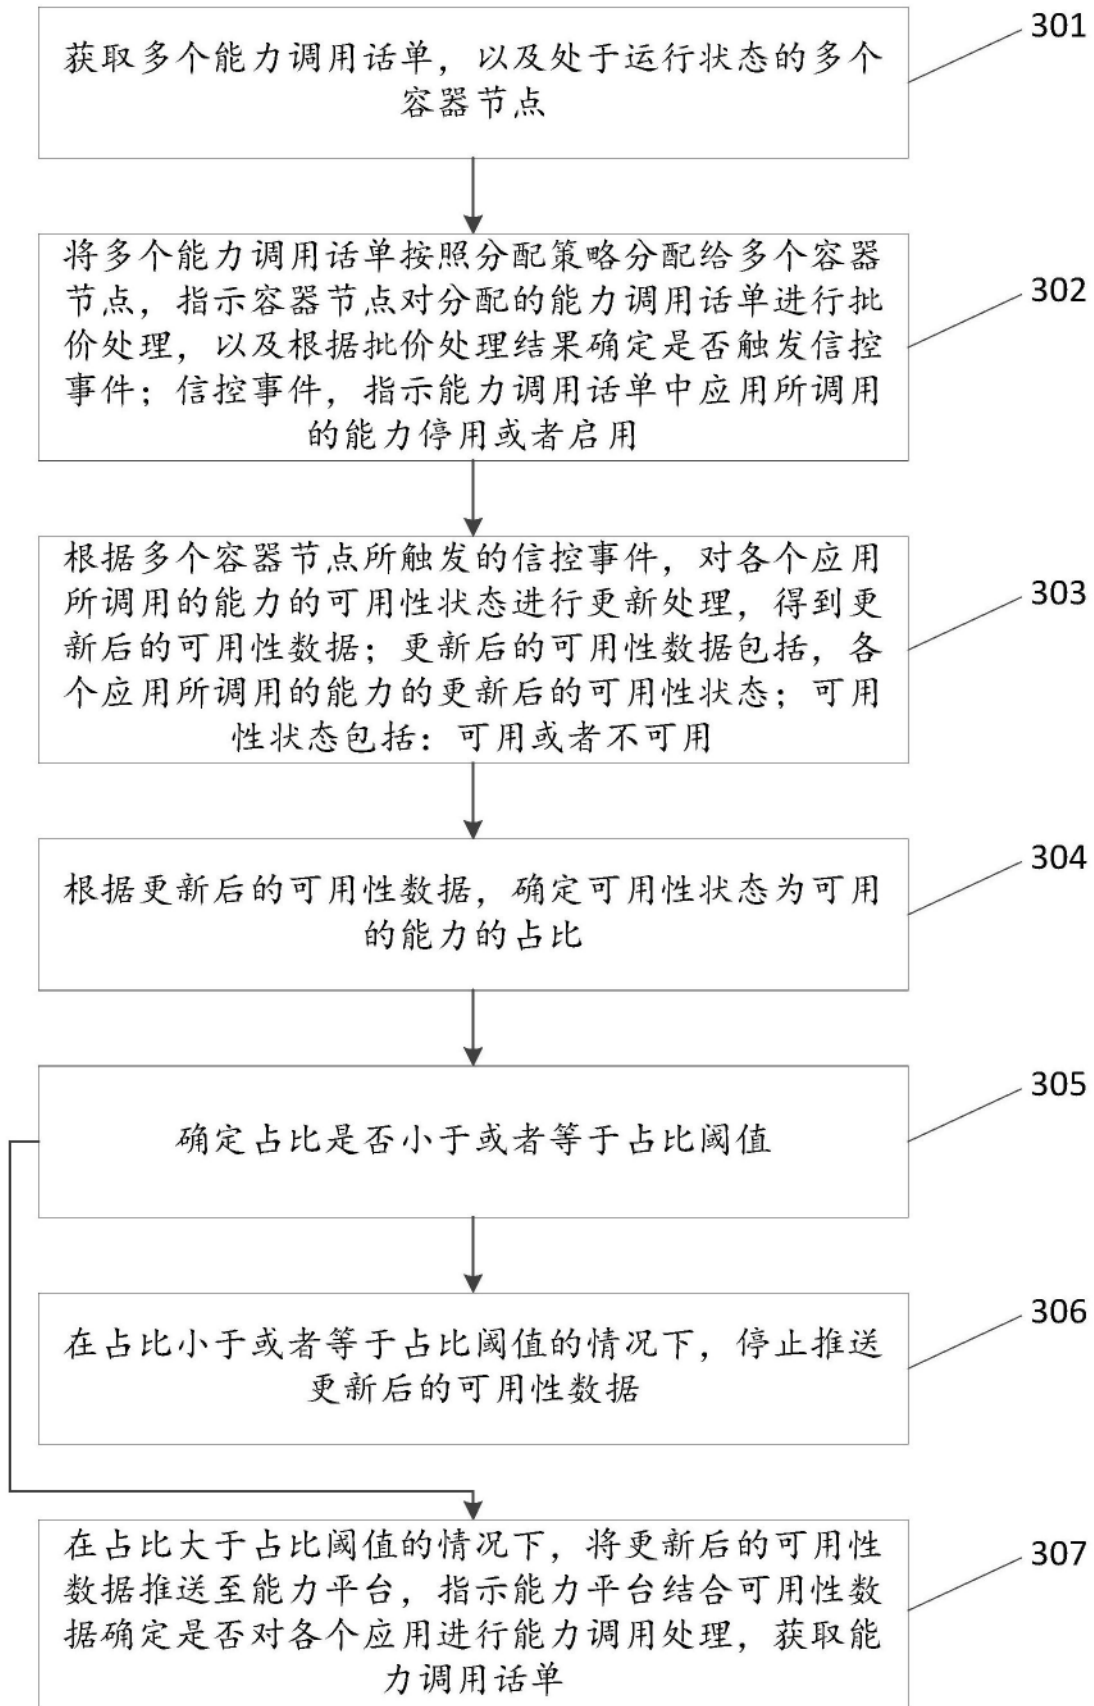 获取多个能力调用话单，以及处于运行状态的多个
容器节点
301
将多个能力调用话单按照分配策略分配给多个容器
节点，指示容器节点对分配的能力调用话单进行批
价处理，以及根据批价处理结果确定是否触发信控
事件；信控事件，指示能力调用话单中应用所调用
的能力停用或者启用
302
根据多个容器节点所触发的信控事件，对各个应用
所调用的能力的可用性状态进行更新处理，得到更
新后的可用性数据；更新后的可用性数据包括，各
个应用所调用的能力的更新后的可用性状态；可用
性状态包括：可用或者不可用
303
根据更新后的可用性数据，确定可用性状态为可用
的能力的占比
304
确定占比是否小于或者等于占比阈值
305
在占比小于或者等于占比阈值的情况下，停止推送
更新后的可用性数据
306
在占比大于占比阈值的情况下，将更新后的可用性
数据推送至能力平台，指示能力平台结合可用性数
据确定是否对各个应用进行能力调用处理，获取能
力调用话单
307